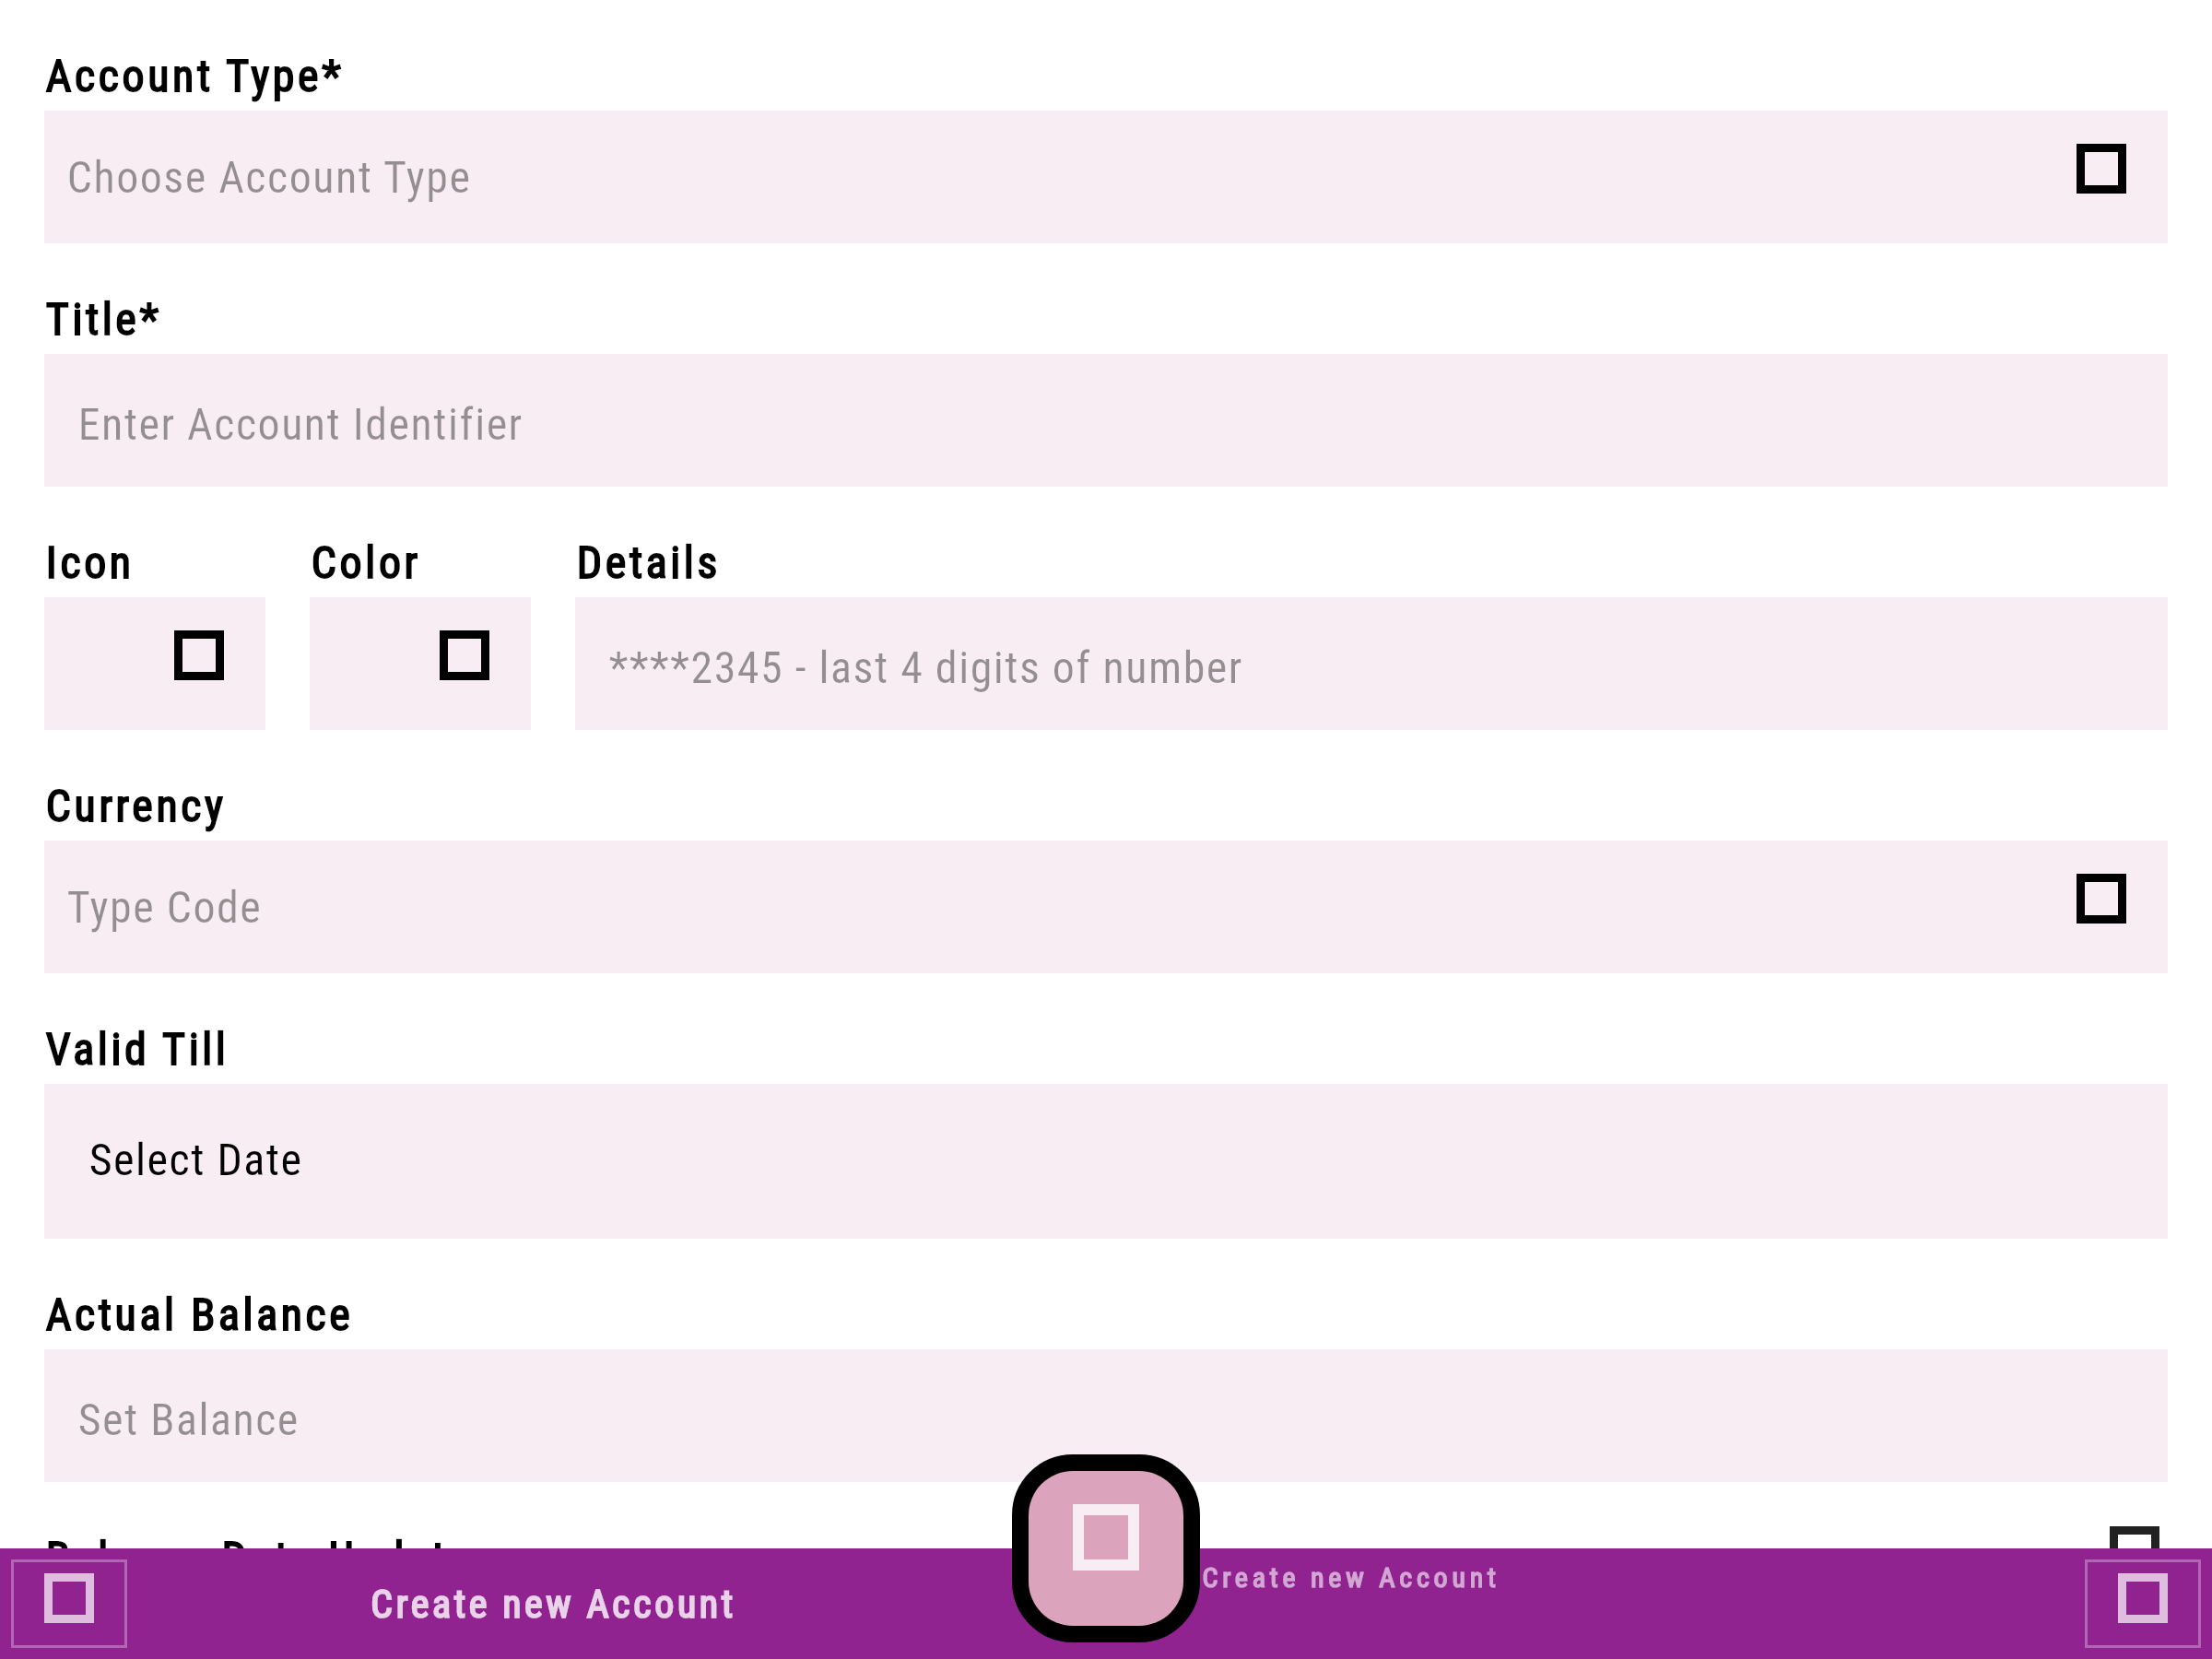 Account Type*
Choose Account Type
Title*
Enter Account Identifier
Icon Color Details
****2345 - last 4 digits of number
Currency
Type Code
Valid Till
Select Date
Actual Balance
Set Balance
Create new Account
Create new Account